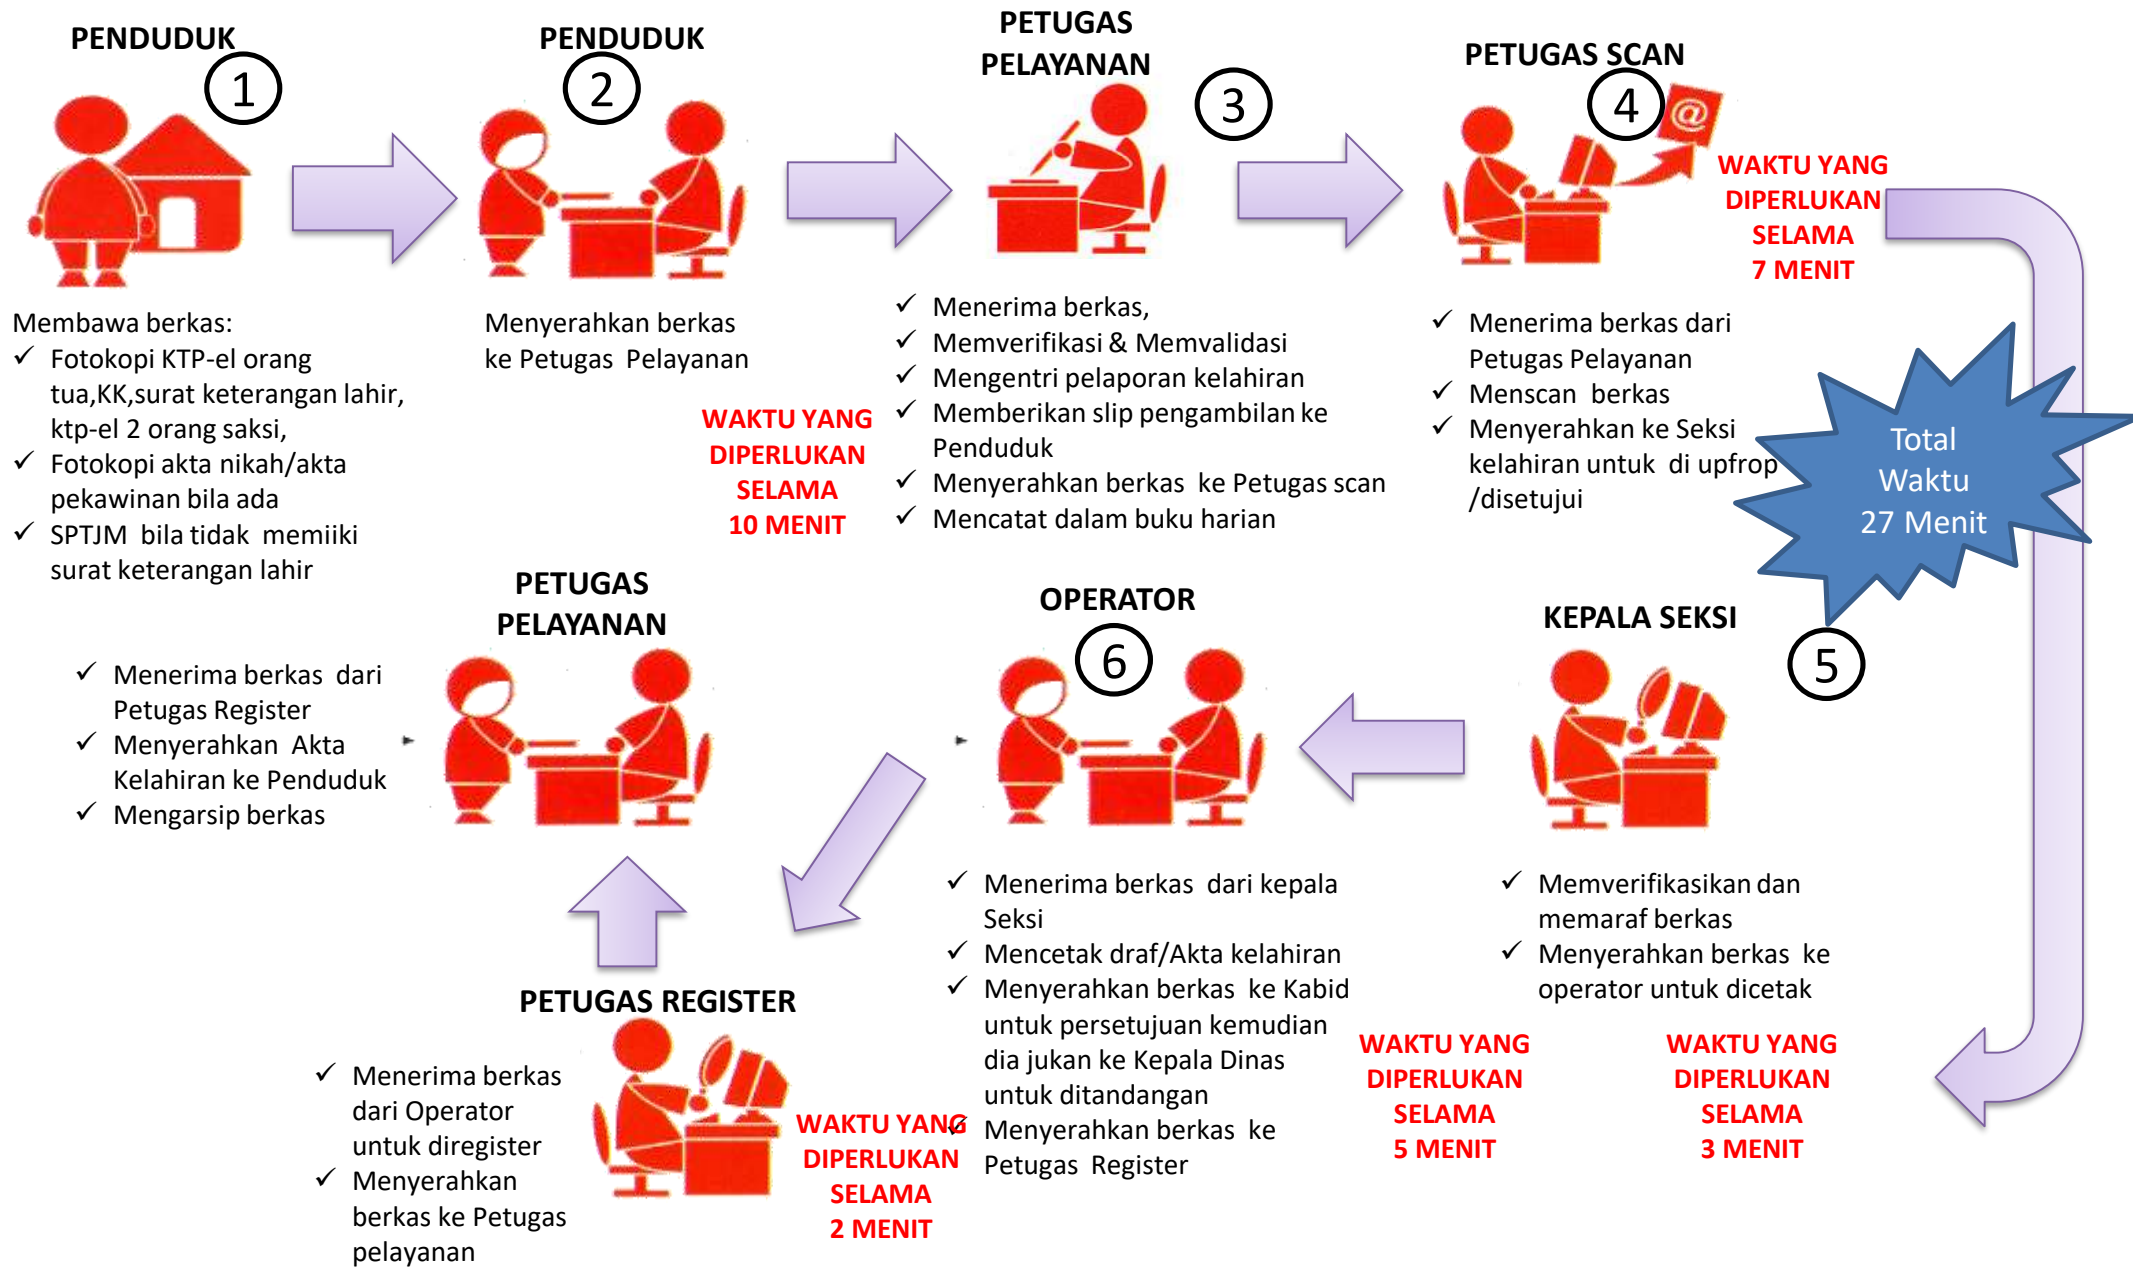 PENDUDUK
1
Membawa berkas:
✓ Fotokopi KTP-el orang
tua,KK,surat keterangan lahir,
ktp-el 2 orang saksi,
✓ Fotokopi akta nikah/akta
pekawinan bila ada
✓ SPTJM bila tidak memiiki
surat keterangan lahir
PENDUDUK
2
Menyerahkan berkas
ke Petugas Pelayanan
WAKTU YANG
DIPERLUKAN
SELAMA
10 MENIT
PETUGAS
PELAYANAN
3
✓ Menerima berkas,
✓ Memverifikasi & Memvalidasi
✓ Mengentri pelaporan kelahiran
✓ Memberikan slip pengambilan ke
Penduduk
✓ Menyerahkan berkas ke Petugas scan
✓ Mencatat dalam buku harian
PETUGAS SCAN
4
@
WAKTU YANG
DIPERLUKAN
SELAMA
7 MENIT
✓ Menerima berkas dari
Petugas Pelayanan
✓ Menscan berkas
✓ Menyerahkan ke Seksi
kelahiran untuk di upfrop
/disetujui
Total
Waktu
27 Menit
KEPALA SEKSI
5
✓ Memverifikasikan dan
memaraf berkas
✓ Menyerahkan berkas ke
operator untuk dicetak
WAKTU YANG
DIPERLUKAN
SELAMA
3 MENIT
OPERATOR
6
✓ Menerima berkas dari kepala
Seksi
✓ Mencetak draf/Akta kelahiran
✓ Menyerahkan berkas ke Kabid
untuk persetujuan kemudian
dia jukan ke Kepala Dinas
untuk ditandangan
✓ Menyerahkan berkas ke
Petugas Register
WAKTU YANG
DIPERLUKAN
SELAMA
5 MENIT
PETUGAS REGISTER
✓ Menerima berkas
dari Operator
untuk diregister
✓ Menyerahkan
berkas ke Petugas
pelayanan
WAKTU YANG
DIPERLUKAN
SELAMA
2 MENIT
PETUGAS
PELAYANAN
✓ Menerima berkas dari
Petugas Register
✓ Menyerahkan Akta
Kelahiran ke Penduduk
✓ Mengarsip berkas